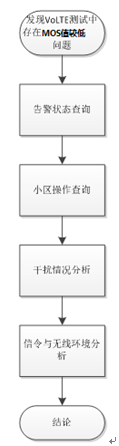 发现VoLTE测试中
存在MOS值较低
问题
告警状态查询
小区操作查询
干扰情况分析
信令与无线环境分
析
结论